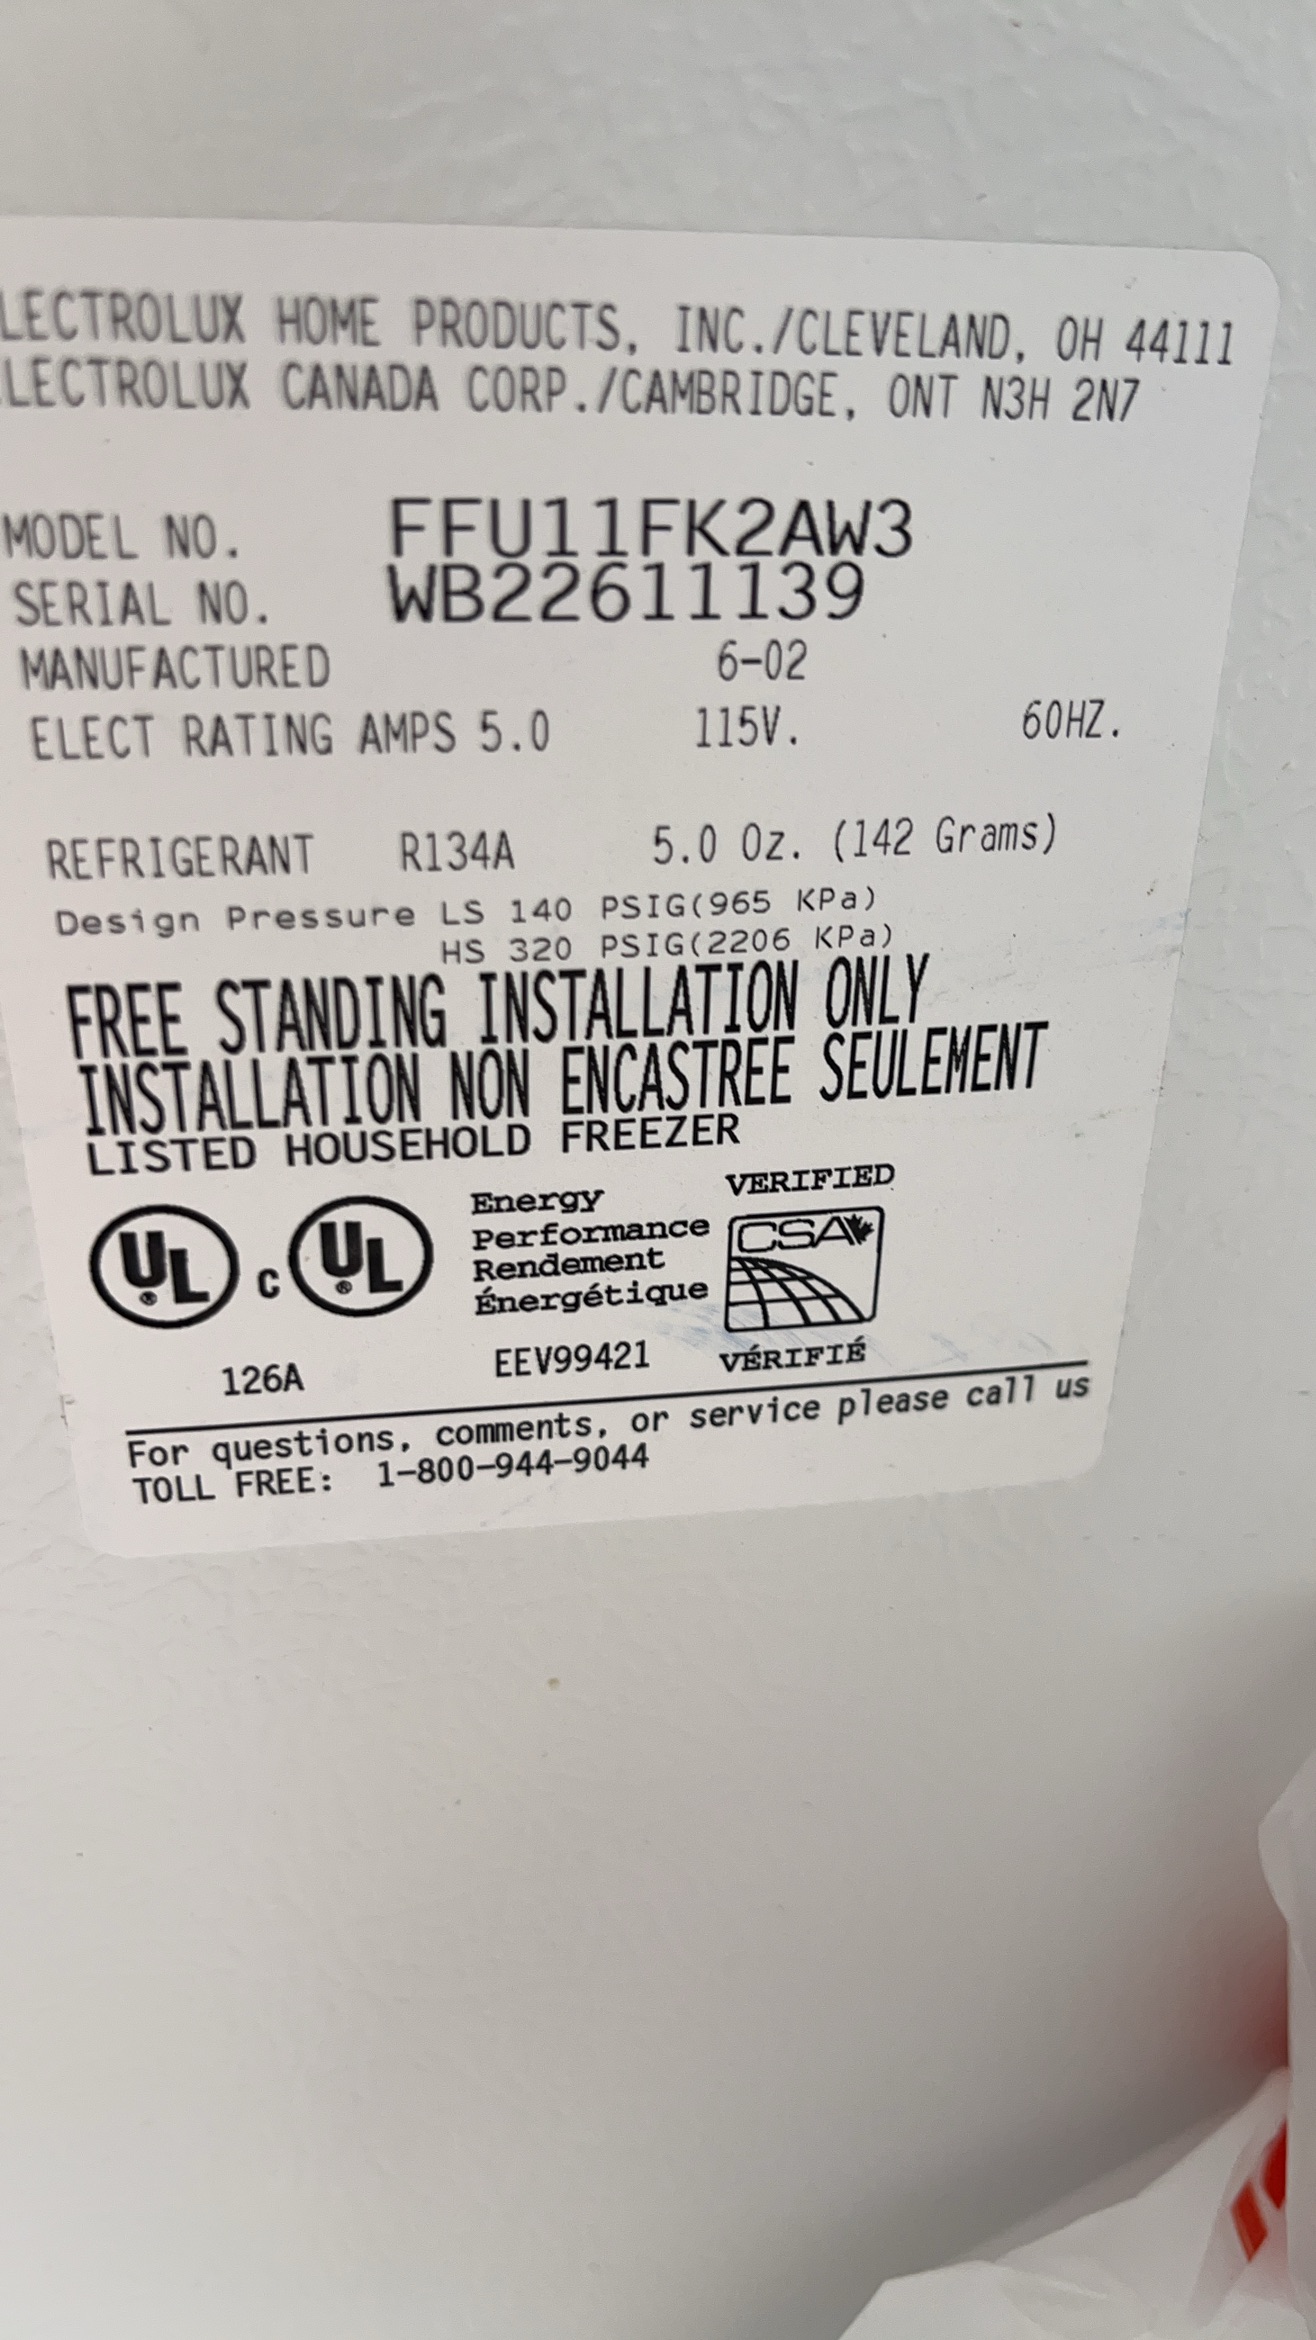 LECTROLUX HOME PRODUCTS, INC./CLEVELAND, OH 44111
LECTROLUX CANADA CORP./CAMBRIDGE, ONT N3H 2N7
MODEL NO. FFU11FK2AW3
SERIAL NO. WB22611139
MANUFACTURED 6-02
ELECT RATING AMPS 5.0 115V. 60HZ.
REFRIGERANT R134A 5.0 Oz. (142 Grams)
Design Pressure LS 140 PSIG(965 KPa)
HS 320 PSIG(2206 KPa)
FREE STANDING INSTALLATION ONLY
INSTALLATION NON ENCASTREE SEULEMENT
LISTED HOUSEHOLD FREEZER
UL® C UL®
126A
Energy
Performance
Rendement
Énergétique
EEV99421
VERIFIED
CSA
VÉRIFIÉ
For questions, comments, or service please call us
TOLL FREE: 1-800-944-9044